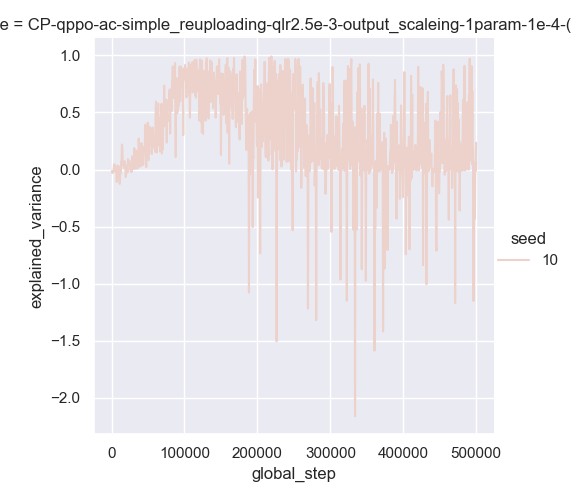 e = CP-qppo-ac-simple_reuploading-qlr2.5e-3-output_scaleing-1param-1e-4-(
1.0
0.5
0.0
−0.5
−1.0
−1.5
−2.0
explained_variance
0 100000 200000 300000 400000 500000
global_step
seed
10